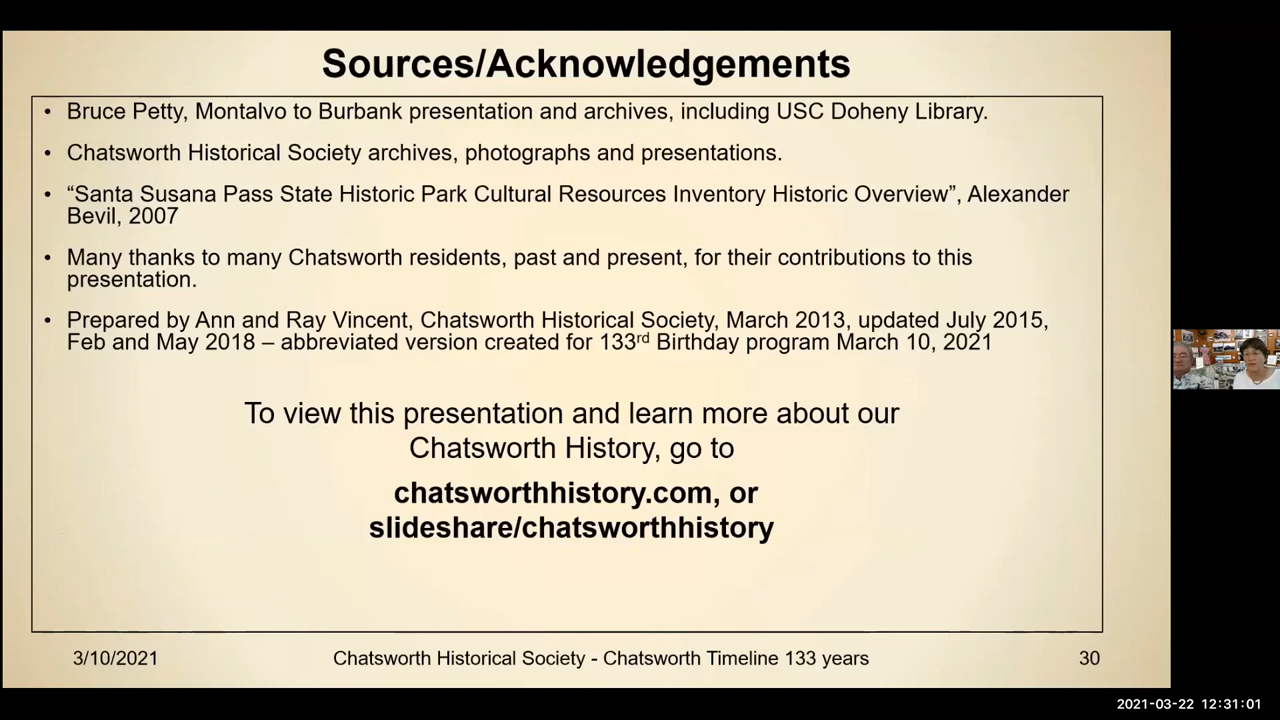 Sources/Acknowledgements
• Bruce Petty, Montalvo to Burbank presentation and archives, including USC Doheny Library.
• Chatsworth Historical Society archives, photographs and presentations.
• “Santa Susana Pass State Historic Park Cultural Resources Inventory Historic Overview”, Alexander
Bevil, 2007
• Many thanks to many Chatsworth residents, past and present, for their contributions to this
presentation.
• Prepared by Ann and Ray Vincent, Chatsworth Historical Society, March 2013, updated July 2015,
Feb and May 2018 – abbreviated version created for 133rd Birthday program March 10, 2021
To view this presentation and learn more about our
Chatsworth History, go to
chatsworthhistory.com, or
slideshare/chatsworthhistory
3/10/2021 Chatsworth Historical Society - Chatsworth Timeline 133 years 30
2021-03-22 12:31:01